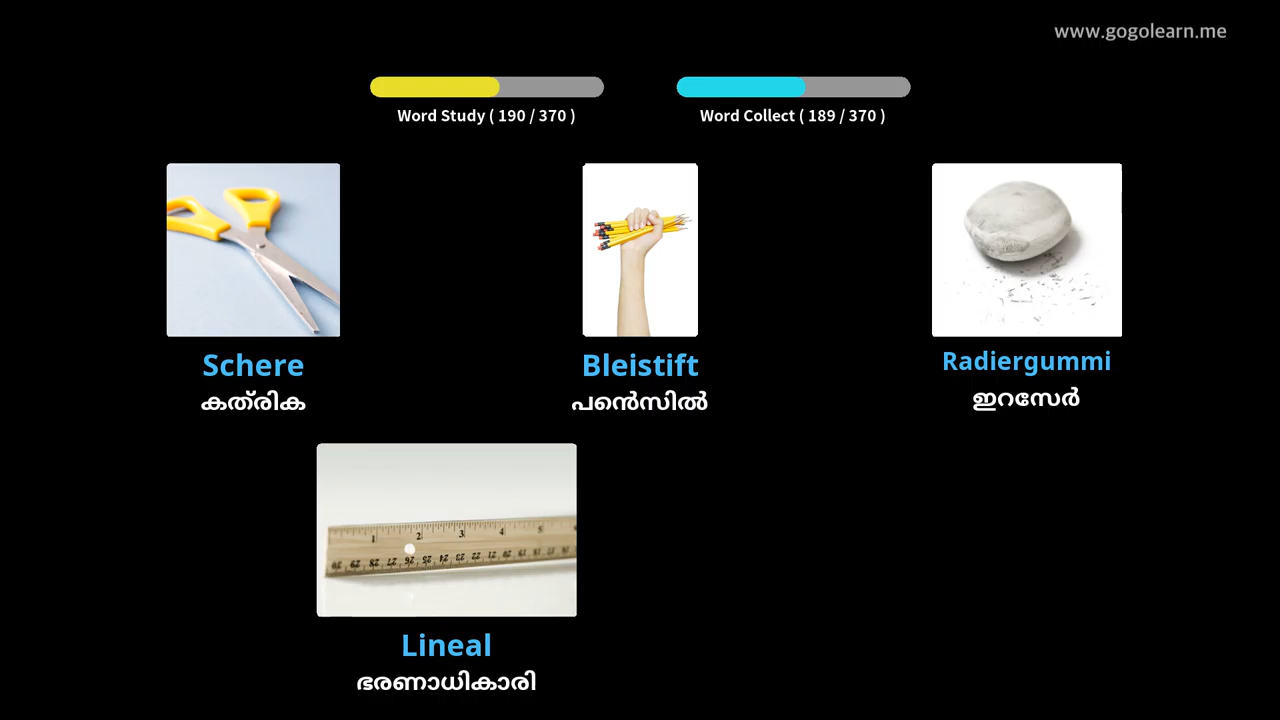 www.gogolearn.me
Word Study ( 190 / 370 )
Word Collect ( 189 / 370 )
Schere
കത്രിക
Bleistift
പെൻസിൽ
Radiergummi
ഇറേസർ
Lineal
ഭരണാധികാരി